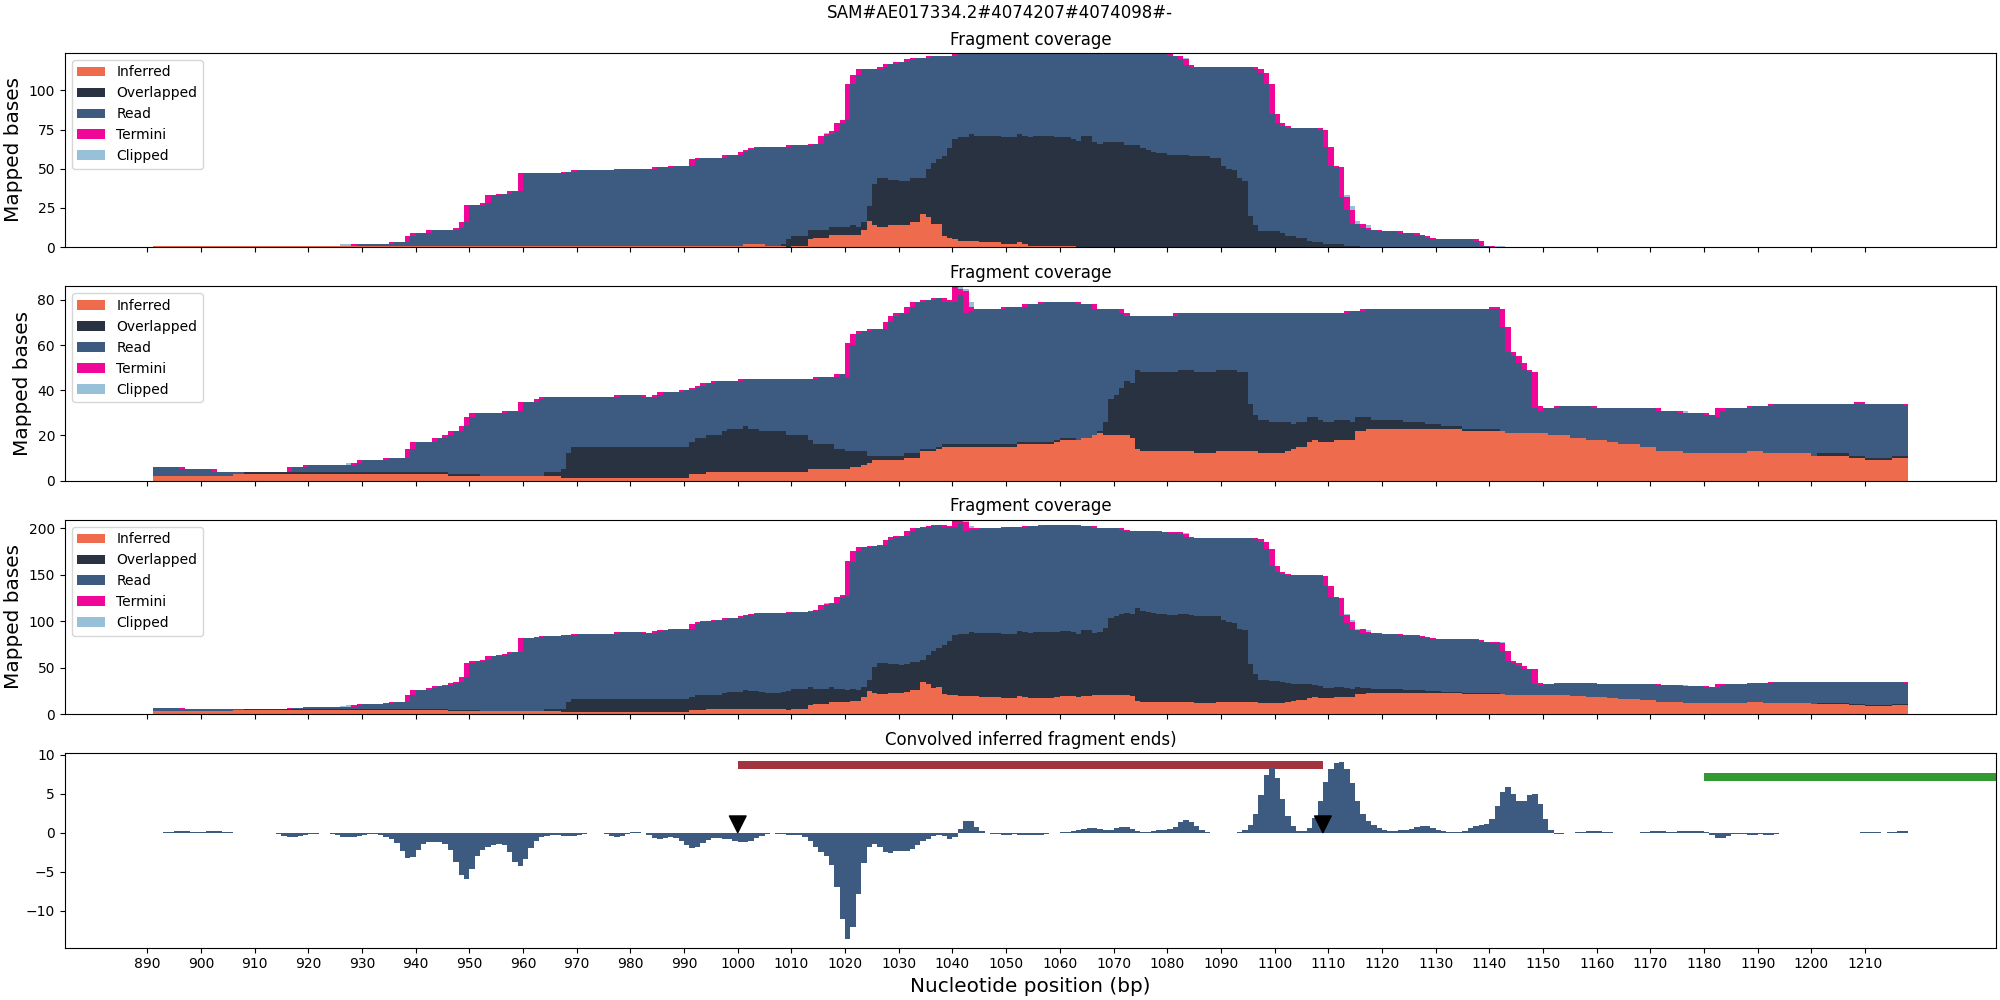 SAM#AE017334.2#4074207#4074098#-
Fragment coverage
Mapped bases
100
75
50
25
0
Inferred
Overlapped
Read
Termini
Clipped
Fragment coverage
Mapped bases
80
60
40
20
0
Inferred
Overlapped
Read
Termini
Clipped
Fragment coverage
Mapped bases
200
150
100
50
0
Inferred
Overlapped
Read
Termini
Clipped
Convolved inferred fragment ends)
10
5
0
−5
−10
890 900 910 920 930 940 950 960 970 980 990 1000 1010 1020 1030 1040 1050 1060 1070 1080 1090 1100 1110 1120 1130 1140 1150 1160 1170 1180 1190 1200 1210
Nucleotide position (bp)